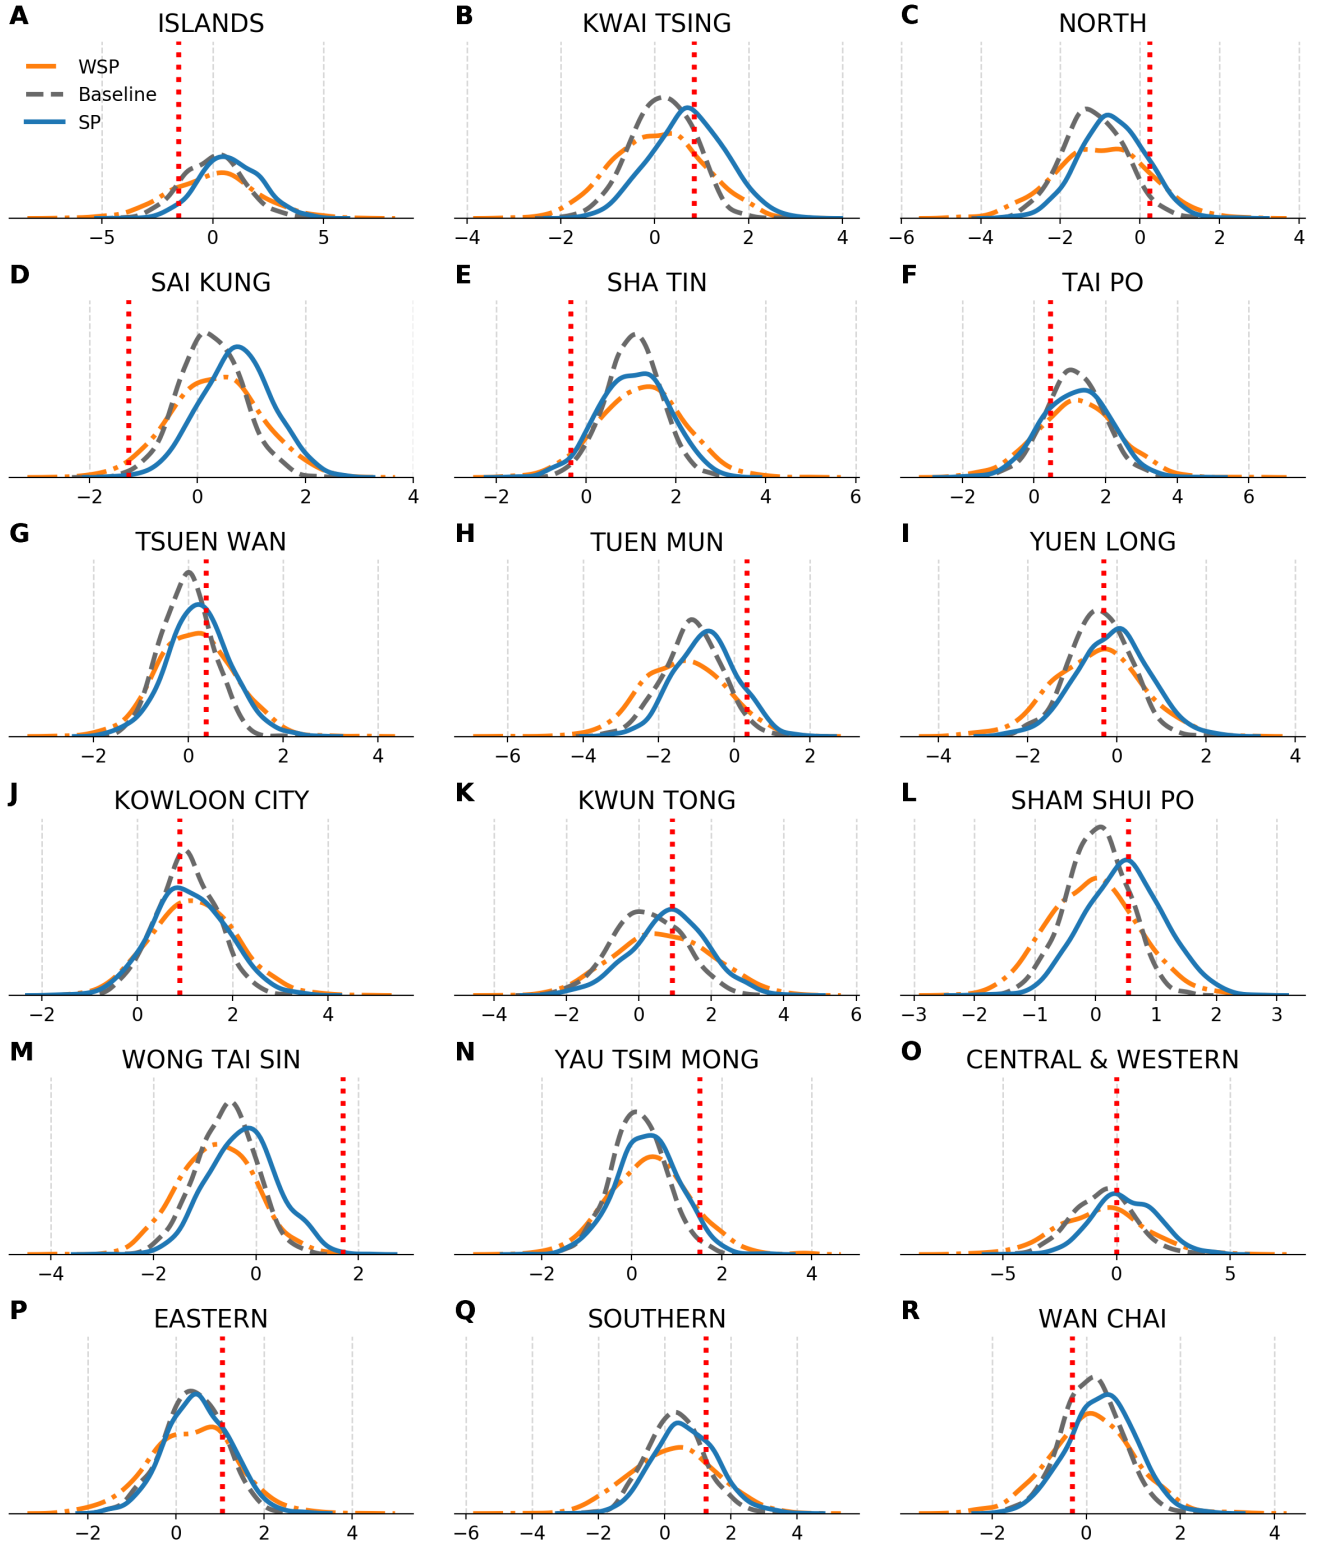 A B C
ISLANDS KWAI TSING NORTH
WSP
Baseline
SP
−5 0 5 −4 −2 0 2 4 −6 −4 −2 0 2 4
D E F
SAI KUNG SHA TIN TAI PO
−2 0 2 4 −2 0 2 4 6 −2 0 2 4 6
G H I
TSUEN WAN TUEN MUN YUEN LONG
−2 0 2 4 −6 −4 −2 0 2 −4 −2 0 2 4
J K L
KOWLOON CITY KWUN TONG SHAM SHUI PO
−2 0 2 4 −4 −2 0 2 4 6 −3 −2 −1 0 1 2 3
M N O
WONG TAI SIN YAU TSIM MONG CENTRAL & WESTERN
−4 −2 0 2 −2 0 2 4 −5 0 5
P Q R
EASTERN SOUTHERN WAN CHAI
−2 0 2 4 −6 −4 −2 0 2 4 −2 0 2 4